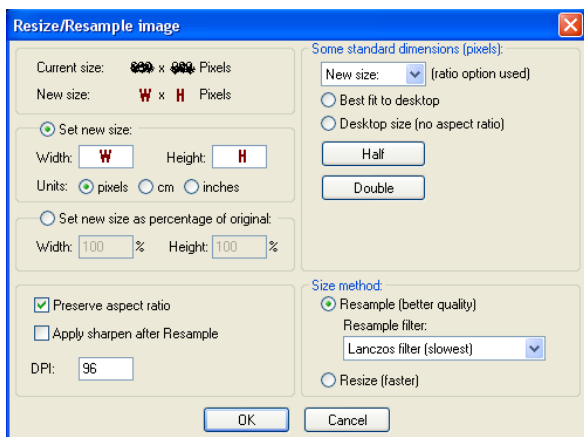 Resize/Resample image
Current size: x Pixels
New size: W x H Pixels
Set new size:
Width: W Height: H
Units: pixels cm inches
Set new size as percentage of original:
Width: 100 % Height: 100 %
Preserve aspect ratio
Apply sharpen after Resample
DPI: 96
Some standard dimensions (pixels):
New size: (ratio option used)
Best fit to desktop
Desktop size (no aspect ratio)
Half
Double
Size method:
Resample (better quality)
Resample filter:
Lanczos filter (slowest)
Resize (faster)
OK Cancel